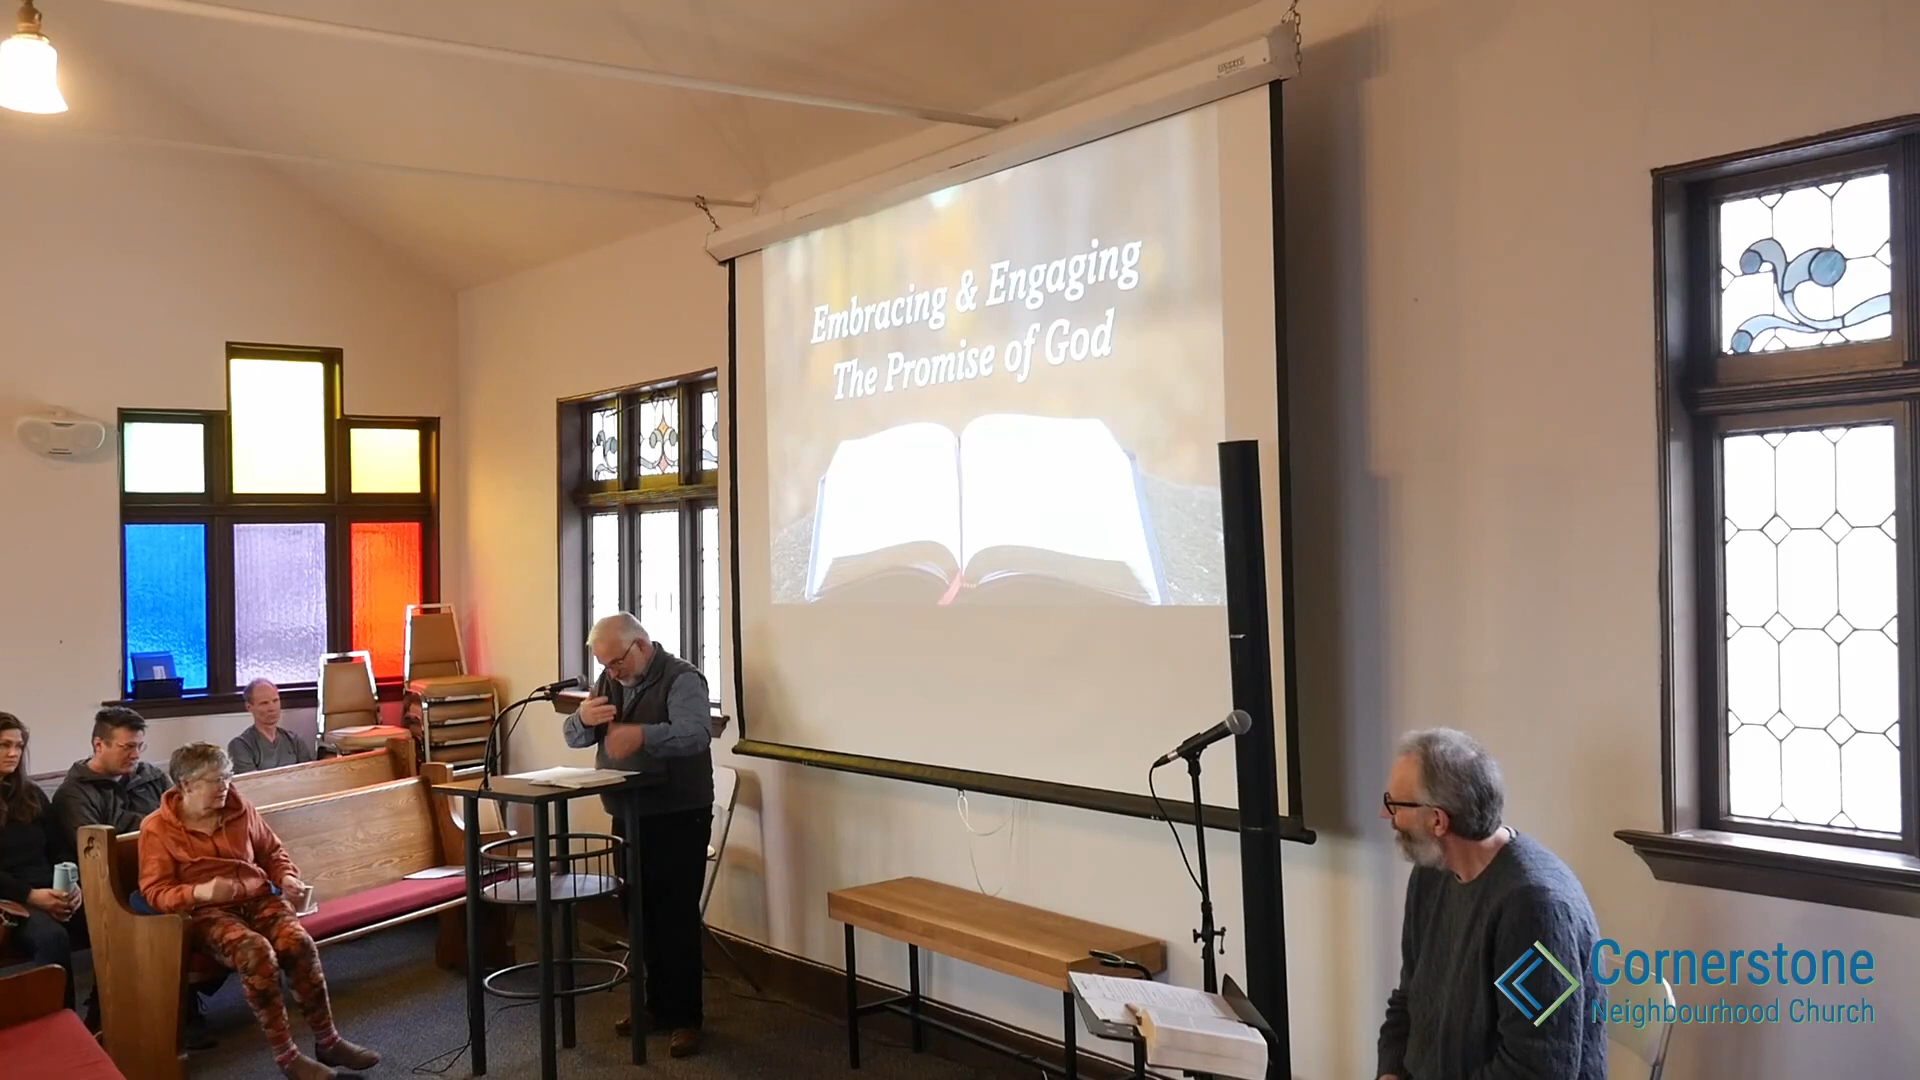 Embracing & Engaging
The Promise of God
Cornerstone
Neighbourhood Church